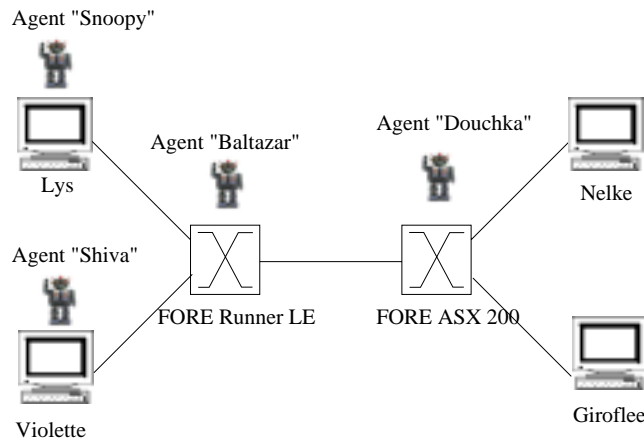 Agent "Snoopy"
Agent "Baltazar"
Agent "Douchka"
Lys
Nelke
Agent "Shiva"
FORE Runner LE
FORE ASX 200
Violette
Giroflee